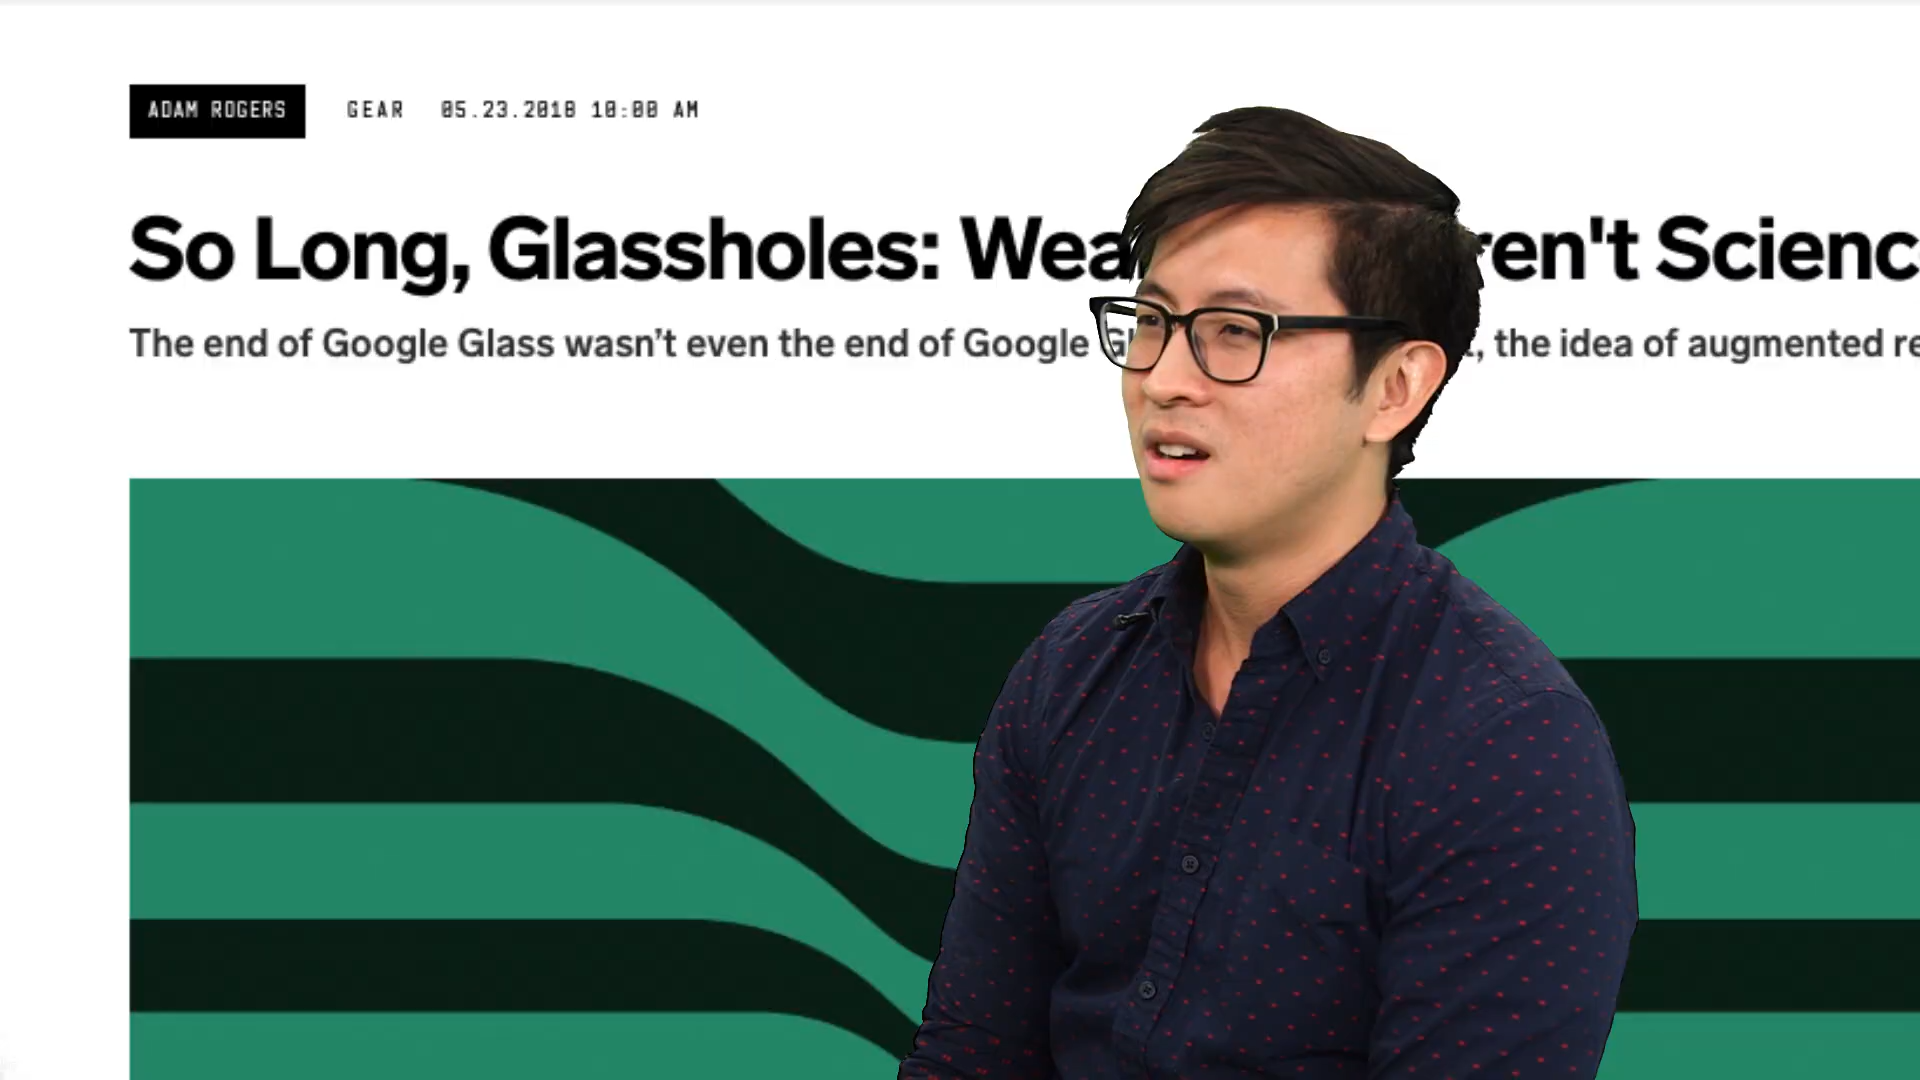 ADAM ROGERS GEAR 05.23.2018 10:00 AM
So Long, Glassholes: Wea ren't Scienc
The end of Google Glass wasn't even the end of Google Gl , the idea of augmented re